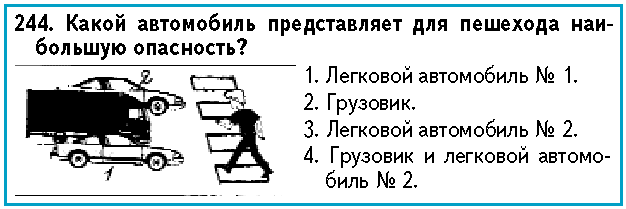 244. Какой автомобиль представляет для пешехода наи-
большую опасность?
2
1
1. Легковой автомобиль № 1.
2. Грузовик.
3. Легковой автомобиль № 2.
4. Грузовик и легковой автомо-
биль № 2.